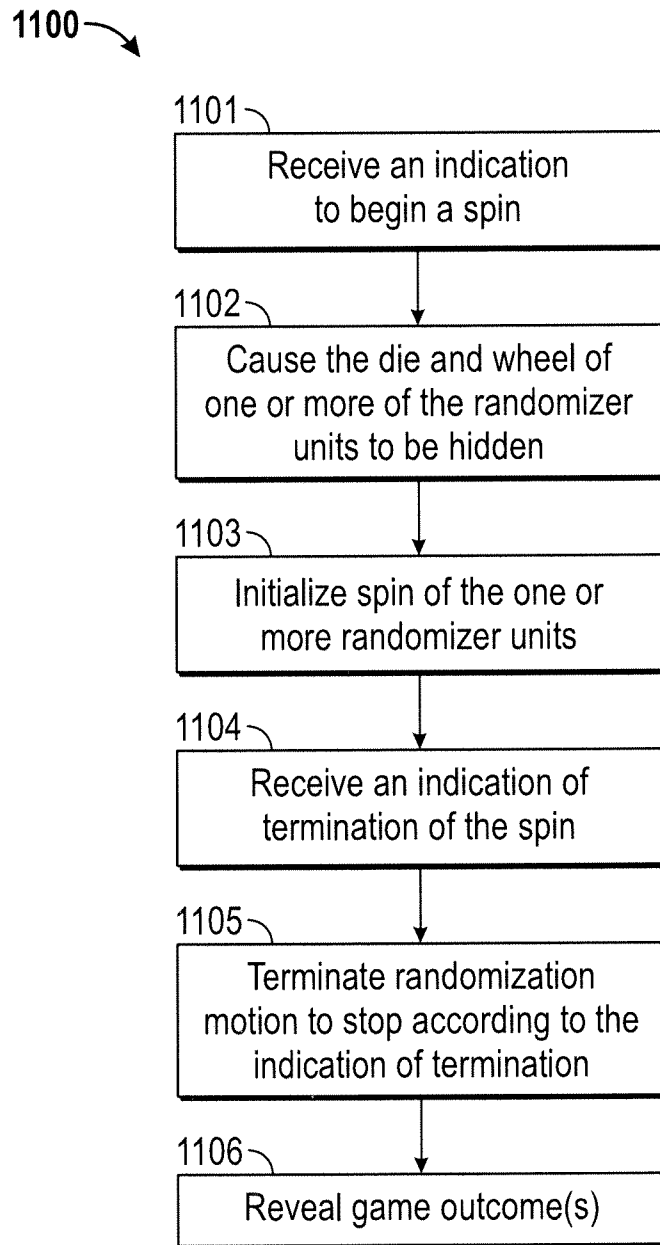 1100
1101
Receive an indication
to begin a spin
1102
Cause the die and wheel of
one or more of the randomizer
units to be hidden
1103
Initialize spin of the one or
more randomizer units
1104
Receive an indication of
termination of the spin
1105
Terminate randomization
motion to stop according to the
indication of termination
1106
Reveal game outcome(s)